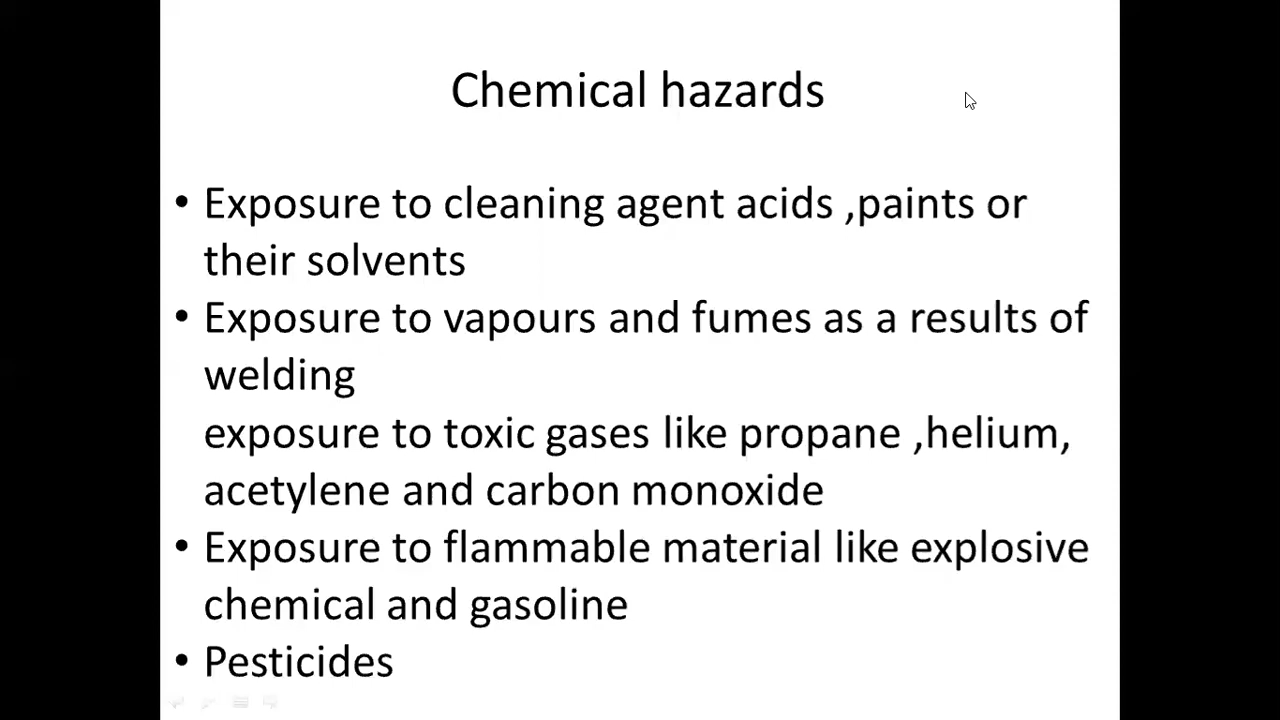 Chemical hazards
• Exposure to cleaning agent acids ,paints or
their solvents
• Exposure to vapours and fumes as a results of
welding
exposure to toxic gases like propane ,helium,
acetylene and carbon monoxide
• Exposure to flammable material like explosive
chemical and gasoline
• Pesticides